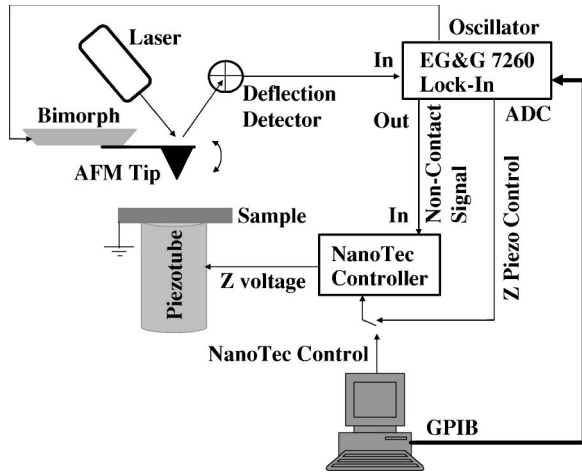 Oscillator
Laser
In
EG&G 7260
Lock-In
Deflection
Detector
Bimorph
Out
ADC
AFM Tip
Non-Contact
Signal
Z Piezo Control
In
Sample
NanoTec
Controller
Z voltage
Piezotube
NanoTec Control
GPIB